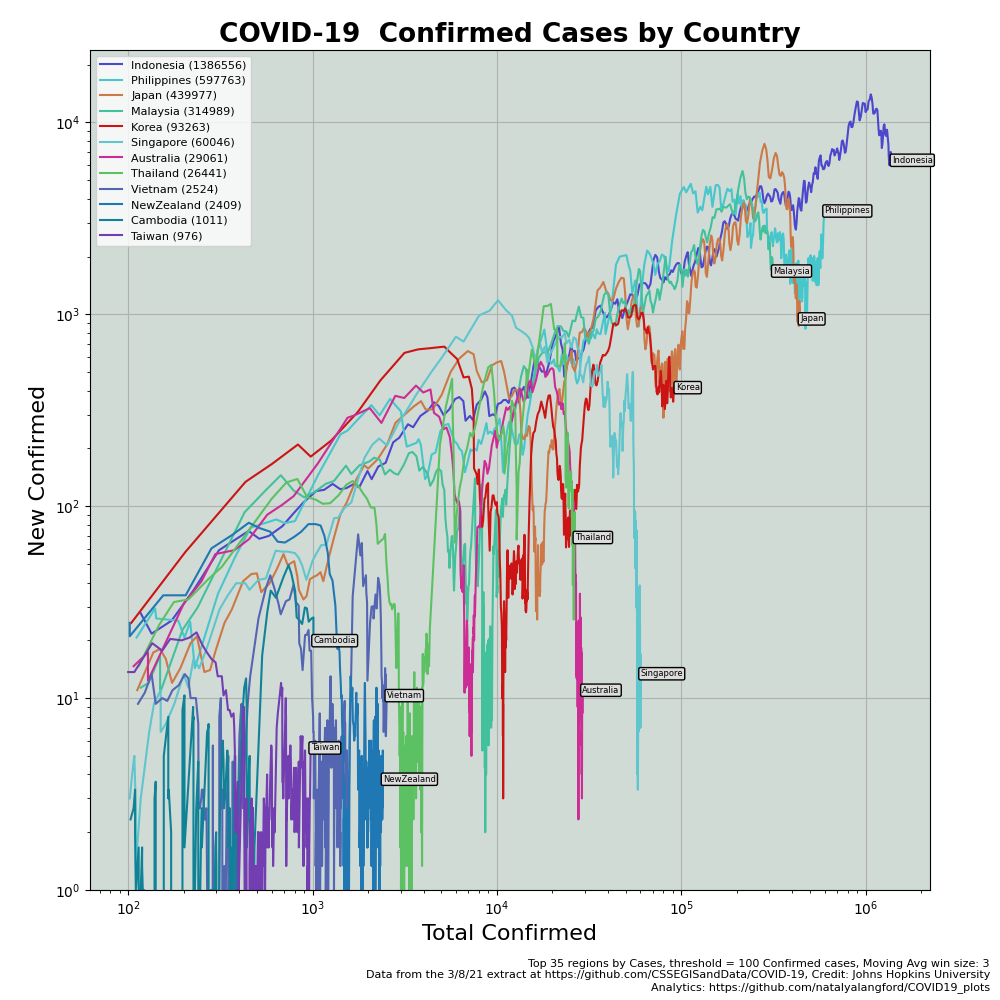 COVID-19  Confirmed Cases by Country
Indonesia (1386556)
Philippines (597763)
Japan (439977)
Malaysia (314989)
Korea (93263)
Singapore (60046)
Australia (29061)
Thailand (26441)
Vietnam (2524)
NewZealand (2409)
Cambodia (1011)
Taiwan (976)
10⁴
10³
10²
10¹
10⁰
New Confirmed
Indonesia
Philippines
Malaysia
Japan
Korea
Thailand
Cambodia
Singapore
Australia
Vietnam
Taiwan
NewZealand
10² 10³ 10⁴ 10⁵ 10⁶
Total Confirmed
Top 35 regions by Cases, threshold = 100 Confirmed cases, Moving Avg win size: 3
Data from the 3/8/21 extract at https://github.com/CSSEGISandData/COVID-19, Credit: Johns Hopkins University
Analytics: https://github.com/natalyalangford/COVID19_plots